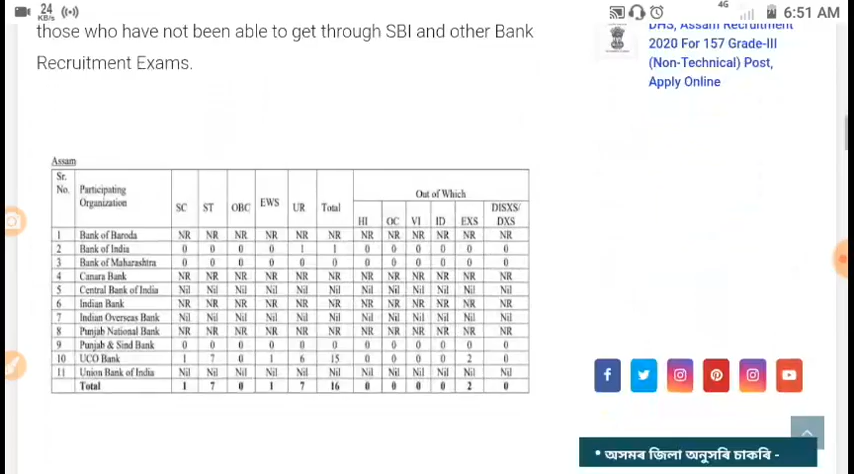 24 KB/s 4G 6:51 AM
those who have not been able to get through SBI and other Bank
Recruitment Exams.
DHS, Assam Recruitment
2020 For 157 Grade-III
(Non-Technical) Post,
Apply Online
Assam
Sr. No. Participating Organization SC ST OBC EWS UR Total Out of Which
HI OC VI ID EXS DISXS/ DXS
1 Bank of Baroda NR NR NR NR NR NR NR NR NR NR NR NR
2 Bank of India 0 0 0 0 1 1 0 0 0 0 0 0
3 Bank of Maharashtra 0 0 0 0 0 0 0 0 0 0 0 0
4 Canara Bank NR NR NR NR NR NR NR NR NR NR NR NR
5 Central Bank of India Nil Nil Nil Nil Nil Nil Nil Nil Nil Nil Nil Nil
6 Indian Bank NR NR NR NR NR NR NR NR NR NR NR NR
7 Indian Overseas Bank Nil Nil Nil Nil Nil Nil Nil Nil Nil Nil Nil Nil
8 Punjab National Bank NR NR NR NR NR NR NR NR NR NR NR NR
9 Punjab & Sind Bank 0 0 0 0 0 0 0 0 0 0 0 0
10 UCO Bank 1 7 0 1 6 15 0 0 0 0 2 0
11 Union Bank of India Nil Nil Nil Nil Nil Nil Nil Nil Nil Nil Nil Nil
Total 1 7 0 1 7 16 0 0 0 0 2 0
• অসমৰ জিলা অনুসৰি চাকৰি -